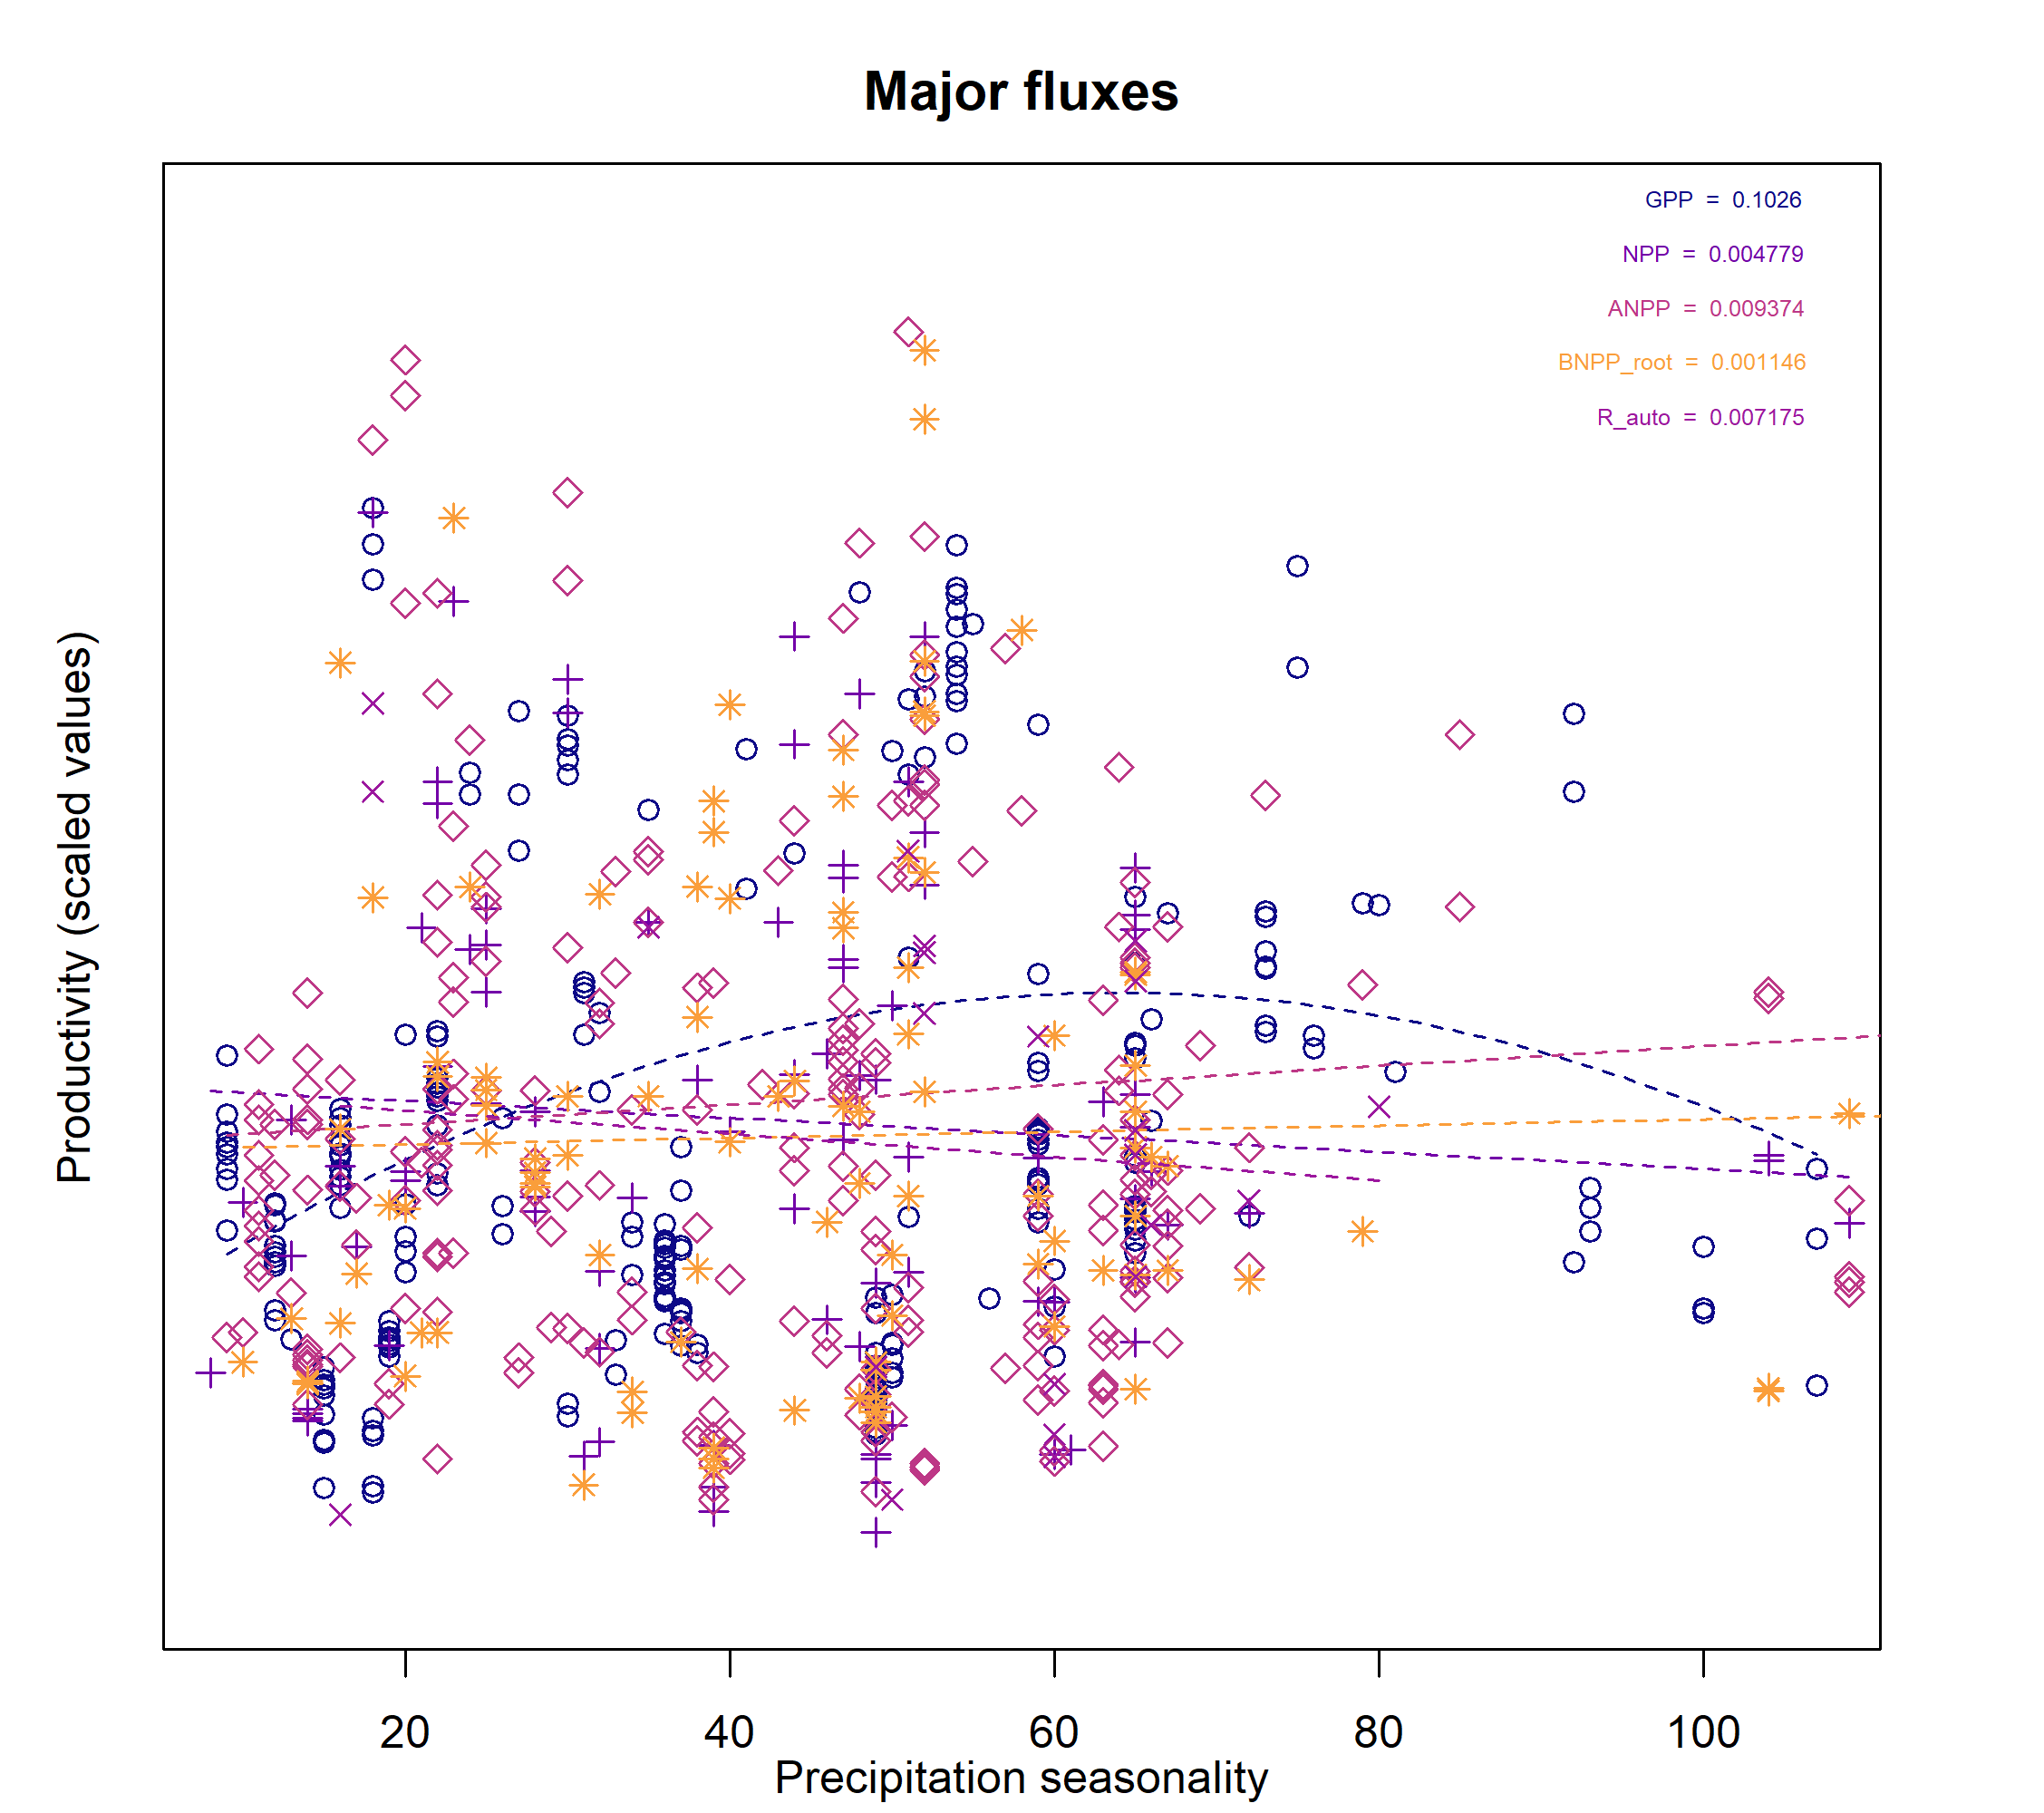 Major fluxes
GPP = 0.1026
NPP = 0.004779
ANPP = 0.009374
BNPP_root = 0.001146
R_auto = 0.007175
Productivity (scaled values)
20 40 60 80 100
Precipitation seasonality